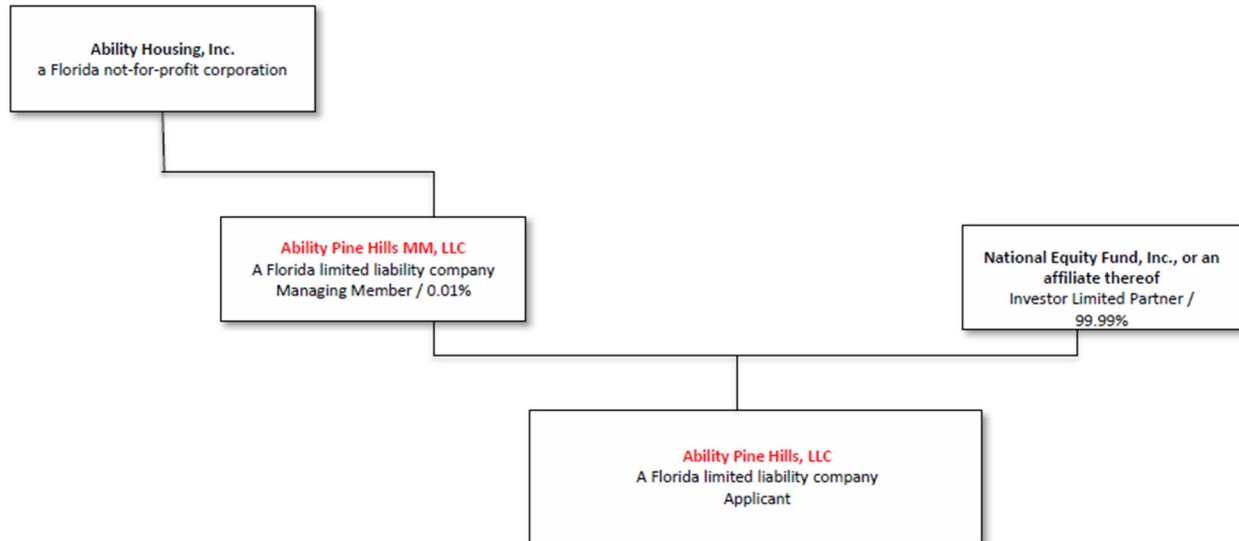 Ability Housing, Inc.
a Florida not-for-profit corporation
Ability Pine Hills MM, LLC
A Florida limited liability company
Managing Member / 0.01%
National Equity Fund, Inc., or an
affiliate thereof
Investor Limited Partner /
99.99%
Ability Pine Hills, LLC
A Florida limited liability company
Applicant